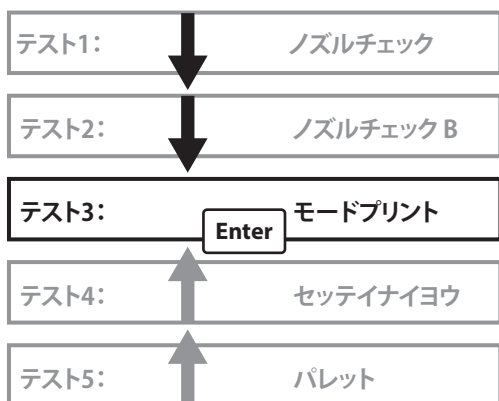 テスト1： ノズルチェック
テスト2： ノズルチェック B
テスト3： モードプリント
Enter
テスト4： セッテイナイヨウ
テスト5： パレット